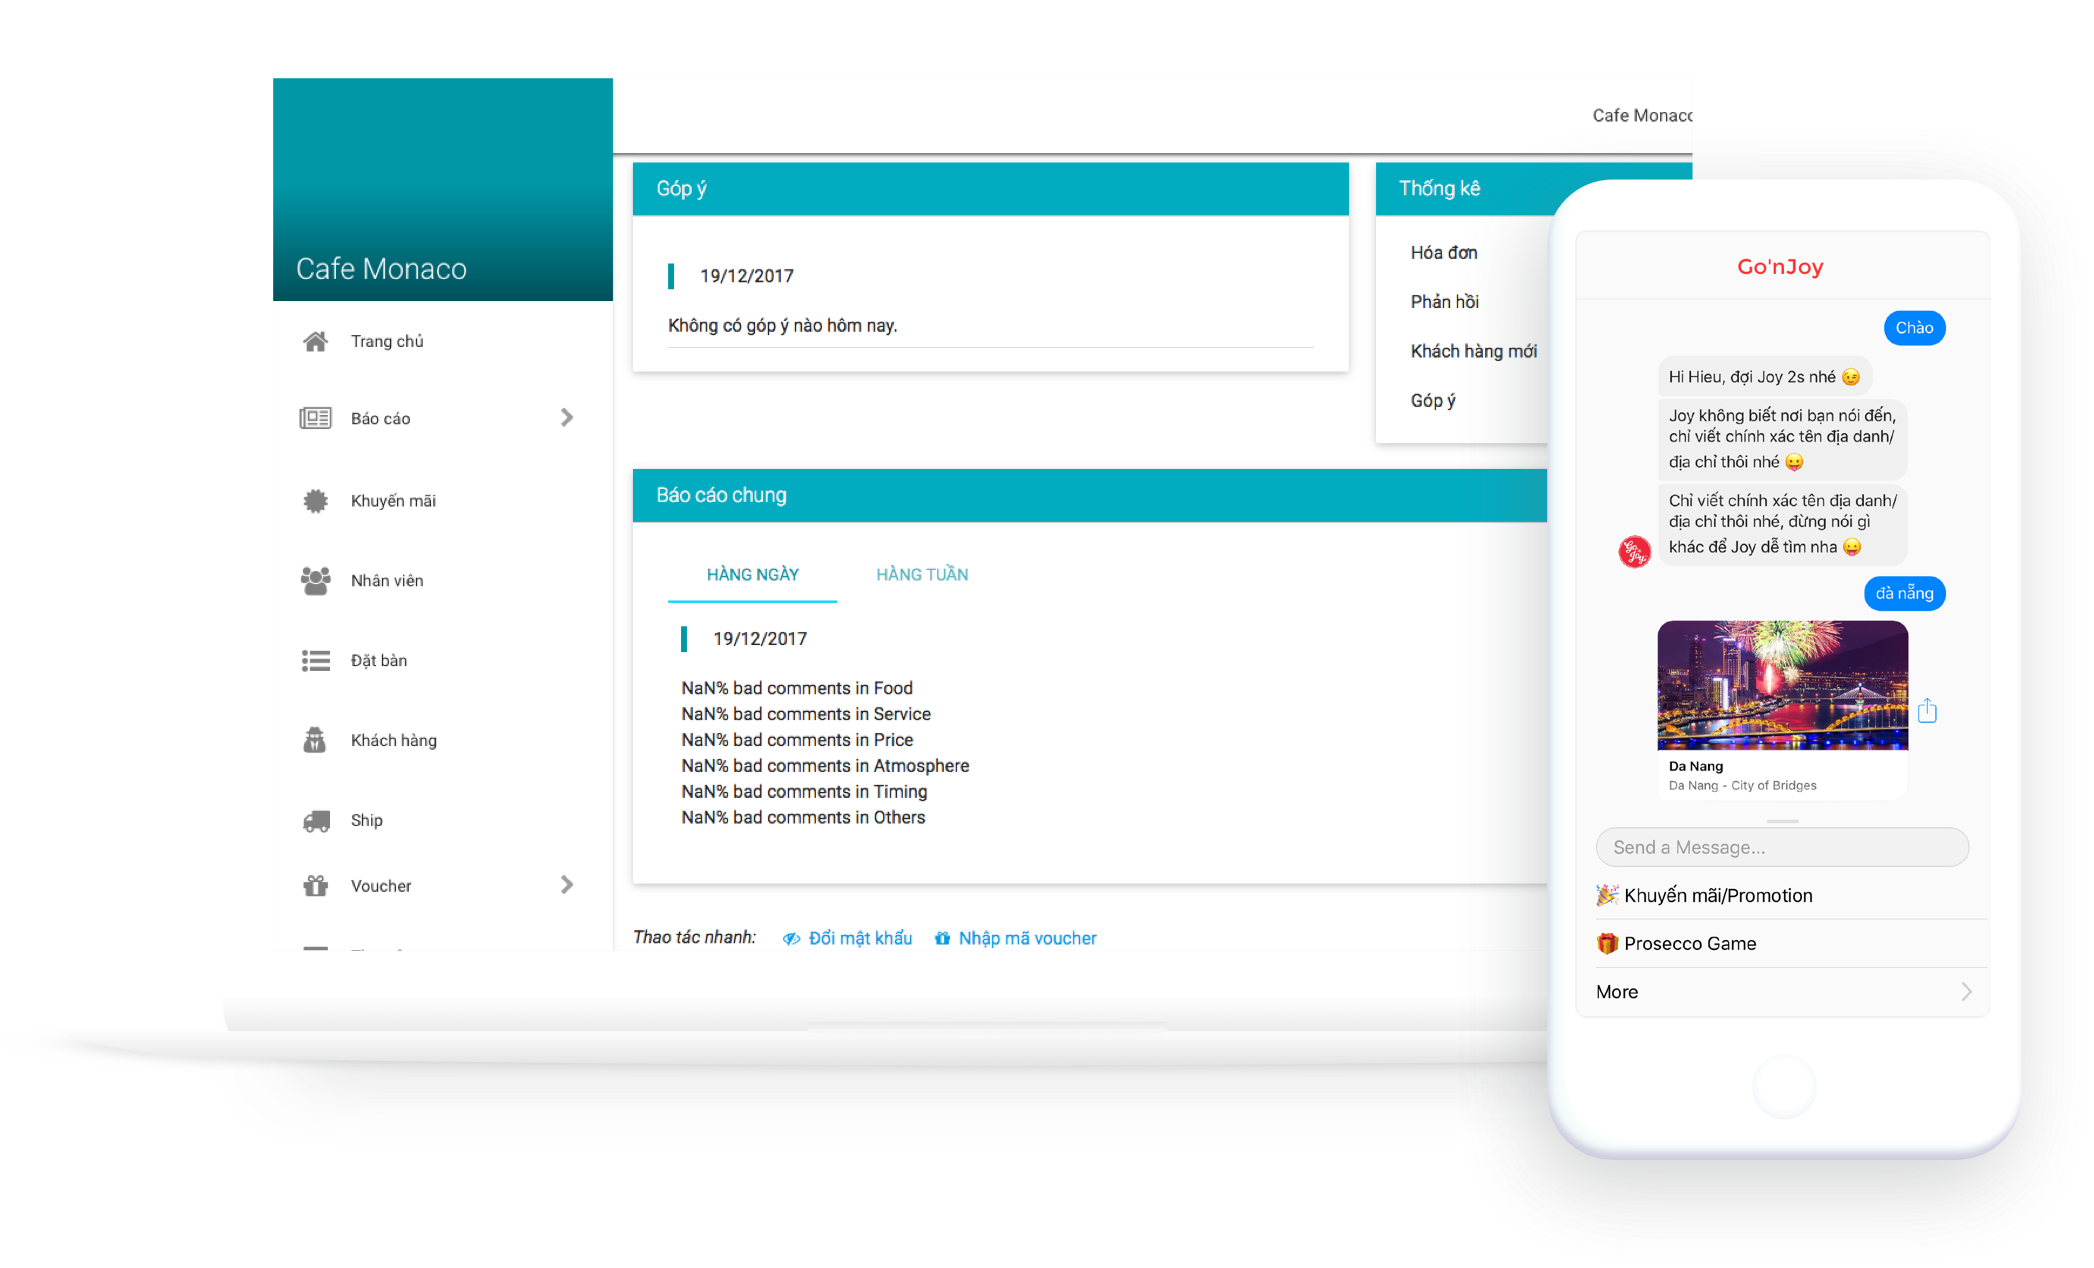 Cafe Monaco
Cafe Monaco
Trang chủ
Báo cáo
Khuyến mãi
Nhân viên
Đặt bàn
Khách hàng
Ship
Voucher
Góp ý
19/12/2017
Không có góp ý nào hôm nay.
Thống kê
Hóa đơn
Phản hồi
Khách hàng mới
Góp ý
Báo cáo chung
HÀNG NGÀY
HÀNG TUẦN
19/12/2017
NaN% bad comments in Food
NaN% bad comments in Service
NaN% bad comments in Price
NaN% bad comments in Atmosphere
NaN% bad comments in Timing
NaN% bad comments in Others
Thao tác nhanh: Đổi mật khẩu Nhập mã voucher
Go'nJoy
Chào
Hi Hieu, đợi Joy 2s nhé 😉
Joy không biết nơi bạn nói đến,
chỉ viết chính xác tên địa danh/
địa chỉ thôi nhé 😛
Chỉ viết chính xác tên địa danh/
địa chỉ thôi nhé, đừng nói gì
khác để Joy dễ tìm nha 😛
đà nẵng
Da Nang
Da Nang - City of Bridges
Send a Message...
🎉 Khuyến mãi/Promotion
🎁 Prosecco Game
More